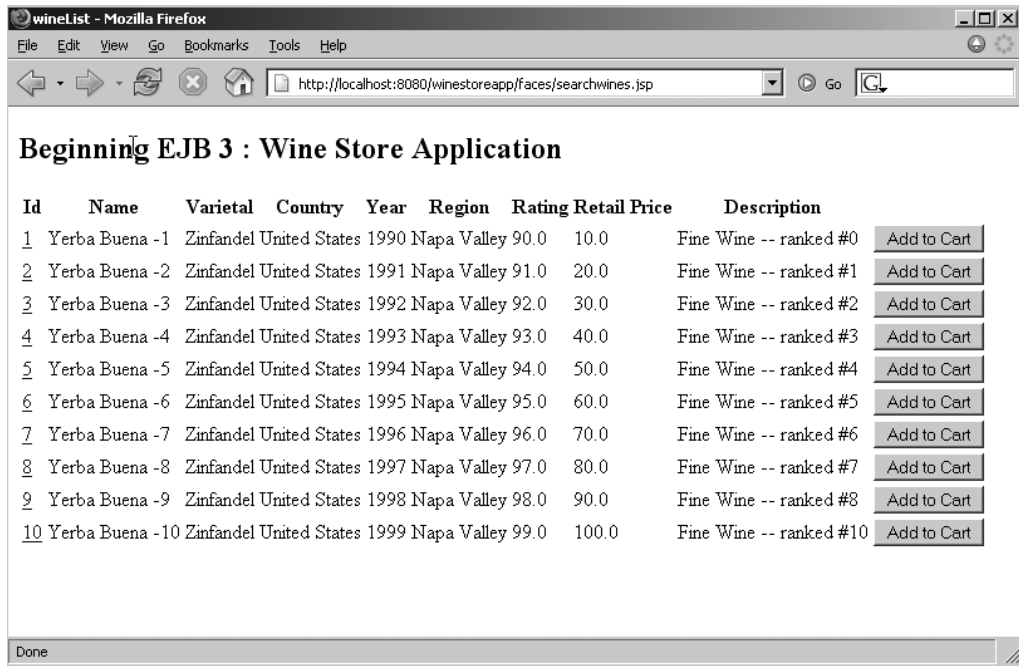 wineList - Mozilla Firefox
File Edit View Go Bookmarks Tools Help
http://localhost:8080/winestoreapp/faces/searchwines.jsp Go G
Beginning EJB 3 : Wine Store Application
Id Name Varietal Country Year Region Rating Retail Price Description
1 Yerba Buena -1 Zinfandel United States 1990 Napa Valley 90.0 10.0 Fine Wine -- ranked #0 Add to Cart
2 Yerba Buena -2 Zinfandel United States 1991 Napa Valley 91.0 20.0 Fine Wine -- ranked #1 Add to Cart
3 Yerba Buena -3 Zinfandel United States 1992 Napa Valley 92.0 30.0 Fine Wine -- ranked #2 Add to Cart
4 Yerba Buena -4 Zinfandel United States 1993 Napa Valley 93.0 40.0 Fine Wine -- ranked #3 Add to Cart
5 Yerba Buena -5 Zinfandel United States 1994 Napa Valley 94.0 50.0 Fine Wine -- ranked #4 Add to Cart
6 Yerba Buena -6 Zinfandel United States 1995 Napa Valley 95.0 60.0 Fine Wine -- ranked #5 Add to Cart
7 Yerba Buena -7 Zinfandel United States 1996 Napa Valley 96.0 70.0 Fine Wine -- ranked #6 Add to Cart
8 Yerba Buena -8 Zinfandel United States 1997 Napa Valley 97.0 80.0 Fine Wine -- ranked #7 Add to Cart
9 Yerba Buena -9 Zinfandel United States 1998 Napa Valley 98.0 90.0 Fine Wine -- ranked #8 Add to Cart
10 Yerba Buena -10 Zinfandel United States 1999 Napa Valley 99.0 100.0 Fine Wine -- ranked #10 Add to Cart
Done